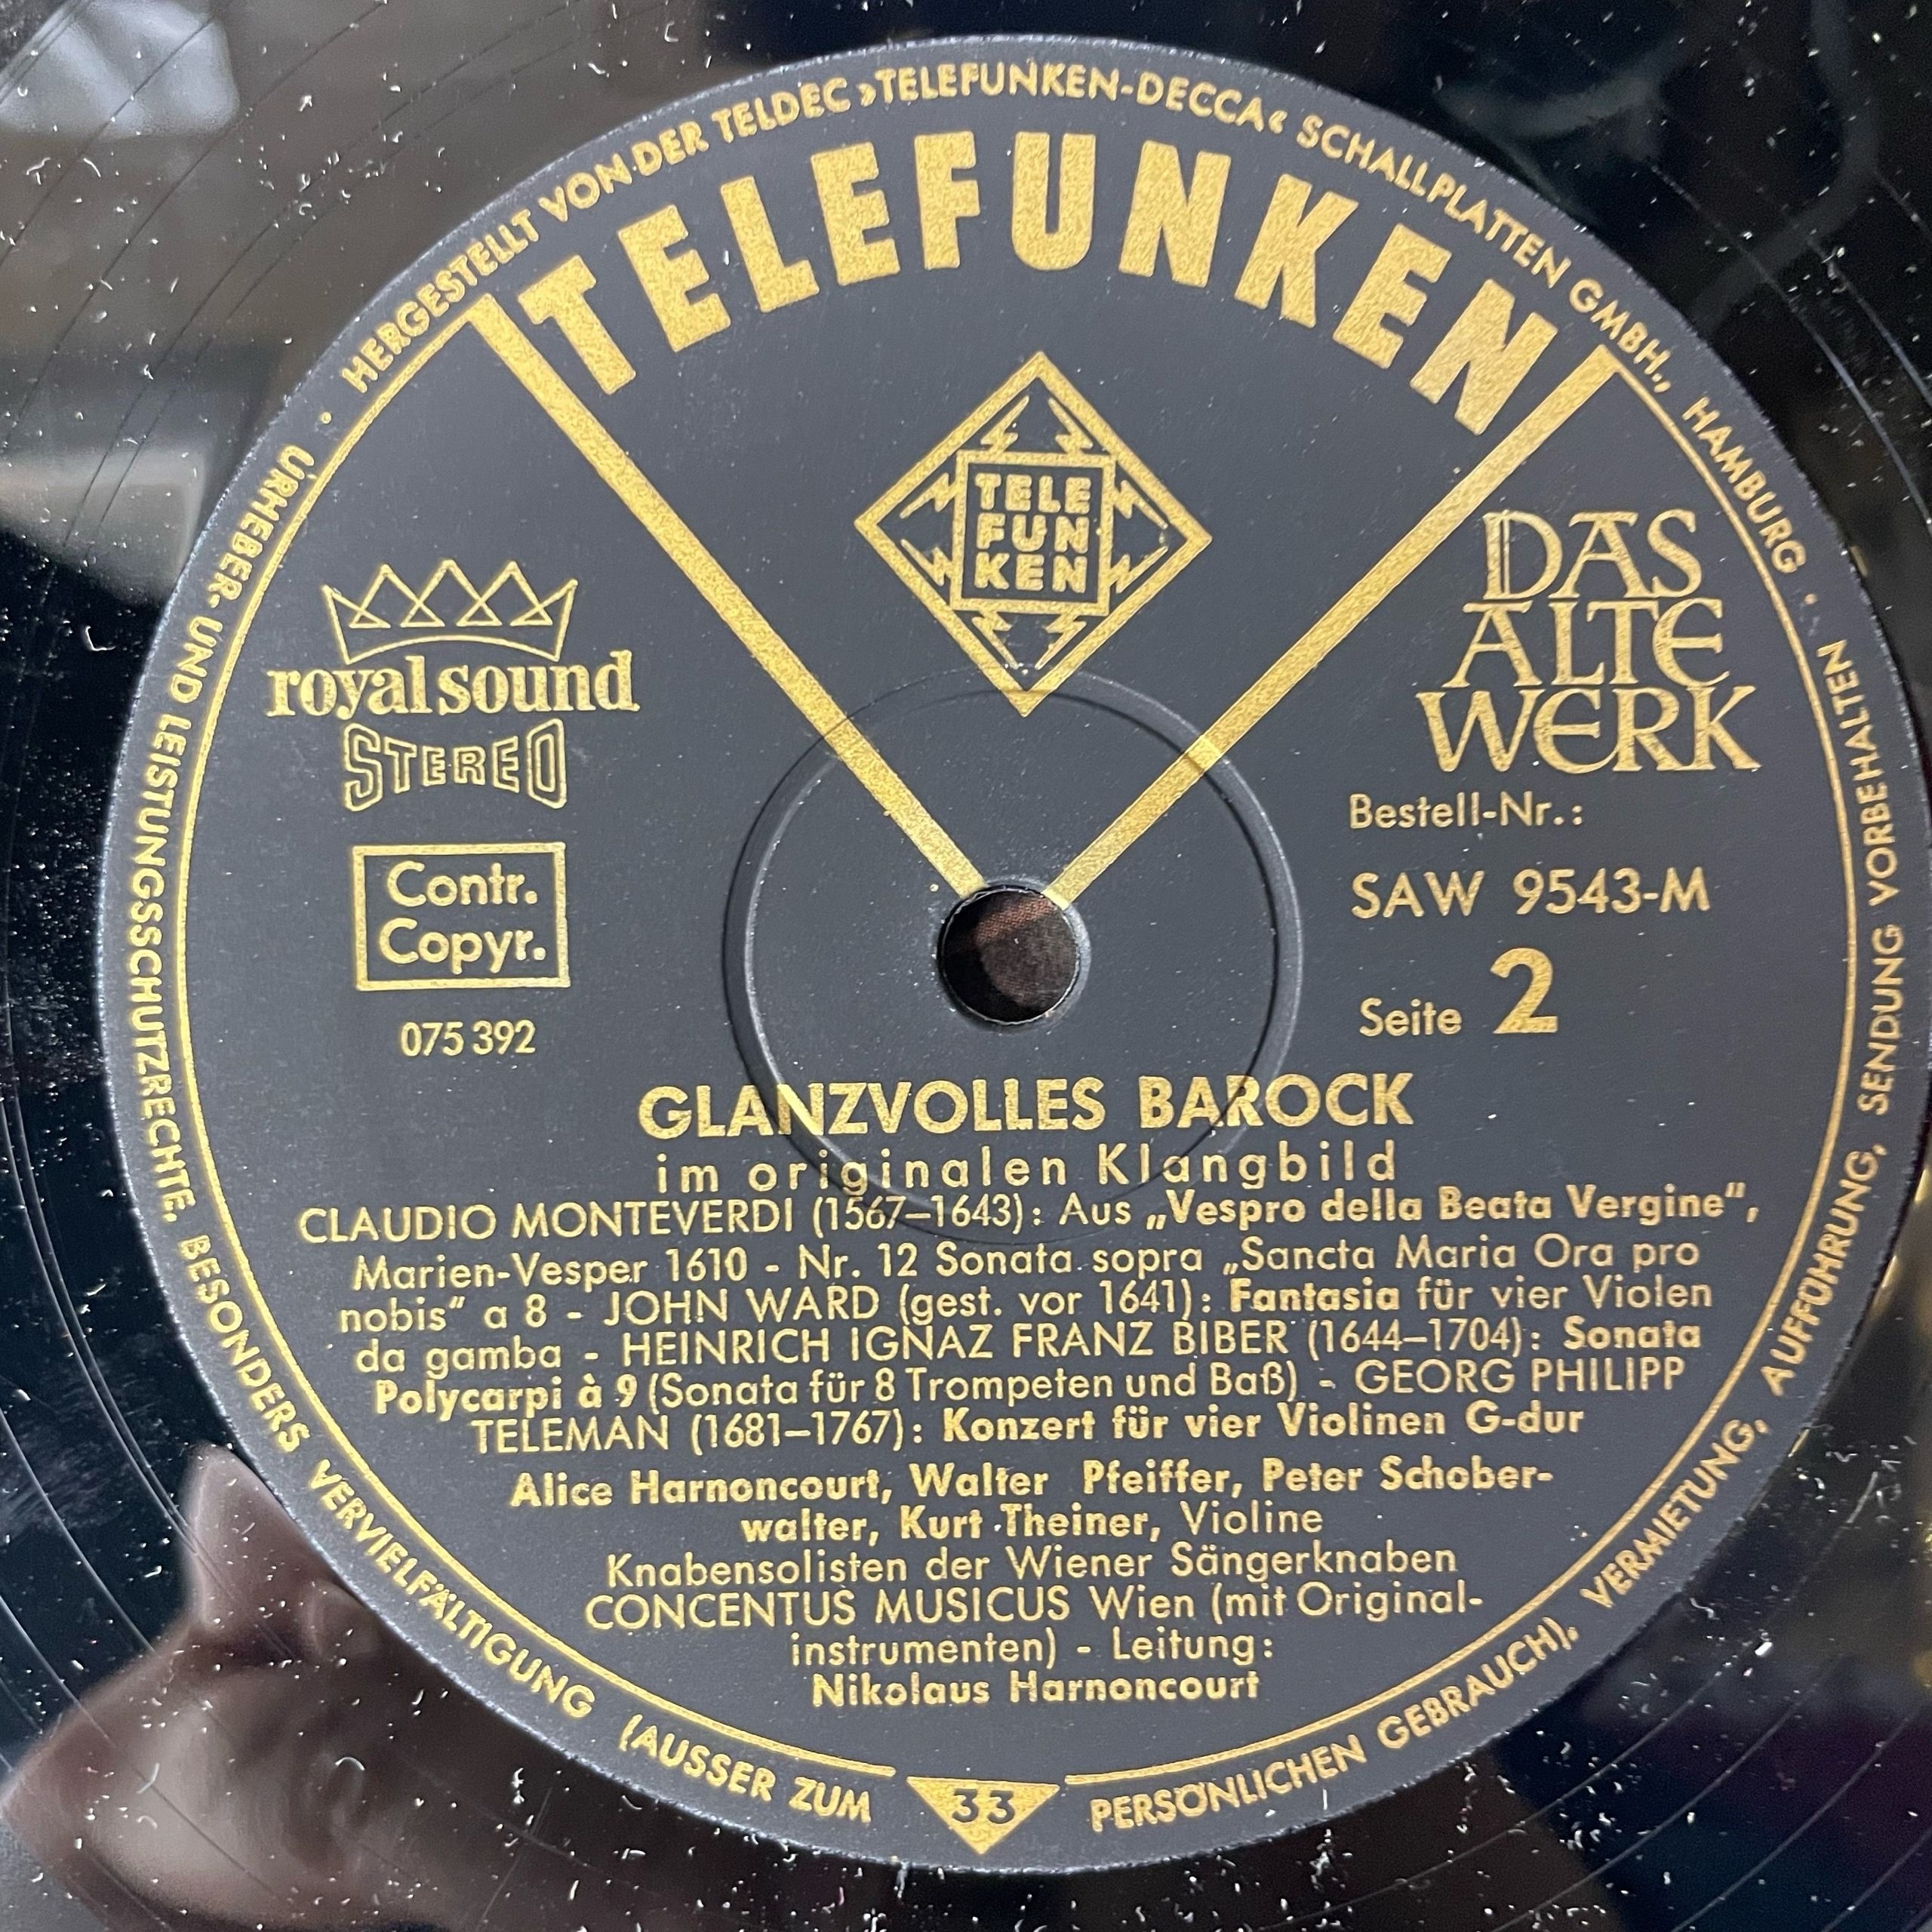 HERGESTELLT VON DER TELDEC »TELEFUNKEN-DECCA« SCHALLPLATTEN GMBH., HAMBURG ·
TELEFUNKEN
TELE
FUN
KEN
royal sound
STEREO
Contr.
Copyr.
075 392
DAS
ALTE
WERK
Bestell-Nr.:
SAW 9543-M
Seite 2
GLANZVOLLES BAROCK
im originalen Klangbild
CLAUDIO MONTEVERDI (1567–1643): Aus „Vespro della Beata Vergine“,
Marien-Vesper 1610 - Nr. 12 Sonata sopra „Sancta Maria Ora pro
nobis“ a 8 - JOHN WARD (gest. vor 1641): Fantasia für vier Violen
da gamba - HEINRICH IGNAZ FRANZ BIBER (1644–1704): Sonata
Polycarpi à 9 (Sonata für 8 Trompeten und Baß) - GEORG PHILIPP
TELEMAN (1681–1767): Konzert für vier Violinen G-dur
Alice Harnoncourt, Walter Pfeiffer, Peter Schober-
walter, Kurt Theiner, Violine
Knabensolisten der Wiener Sängerknaben
CONCENTUS MUSICUS Wien (mit Original-
instrumenten) - Leitung:
Nikolaus Harnoncourt
33
URHEBER- UND LEISTUNGSSCHUTZRECHTE, BESONDERS VERVIELFÄLTIGUNG (AUSSER ZUM PERSÖNLICHEN GEBRAUCH), VERMIETUNG, AUFFÜHRUNG, SENDUNG VORBEHALTEN ·